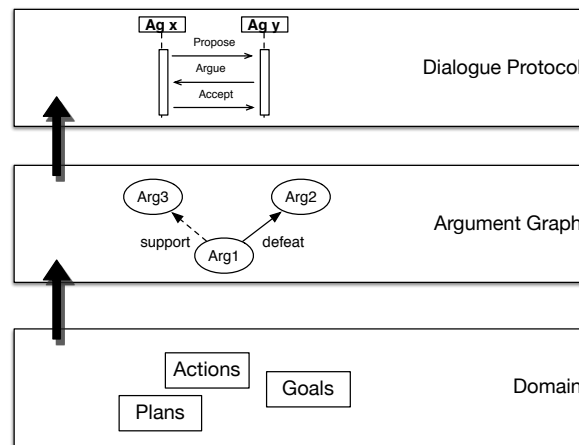 Ag x Ag y
Propose
Argue
Accept
Dialogue Protocol
Arg3 Arg2
support defeat
Arg1
Argument Graph
Actions
Goals
Plans
Domain